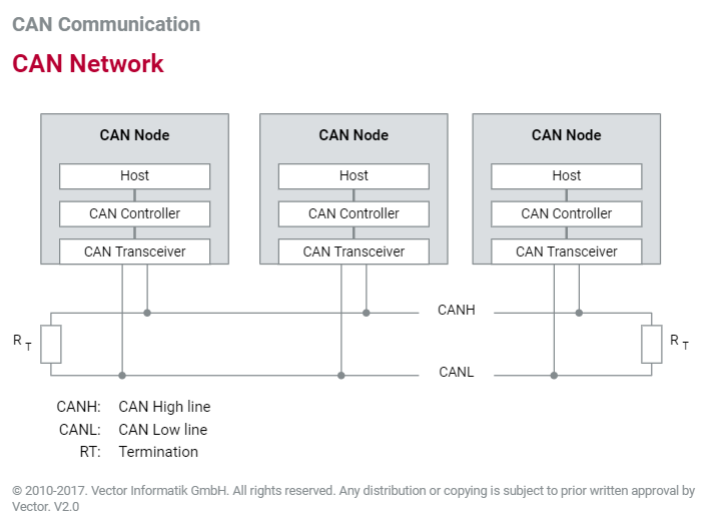 CAN Communication
CAN Network
CAN Node
Host
CAN Controller
CAN Transceiver
CAN Node
Host
CAN Controller
CAN Transceiver
CAN Node
Host
CAN Controller
CAN Transceiver
CANH
RT
RT
CANL
CANH: CAN High line
CANL: CAN Low line
RT: Termination
© 2010-2017. Vector Informatik GmbH. All rights reserved. Any distribution or copying is subject to prior written approval by
Vector. V2.0